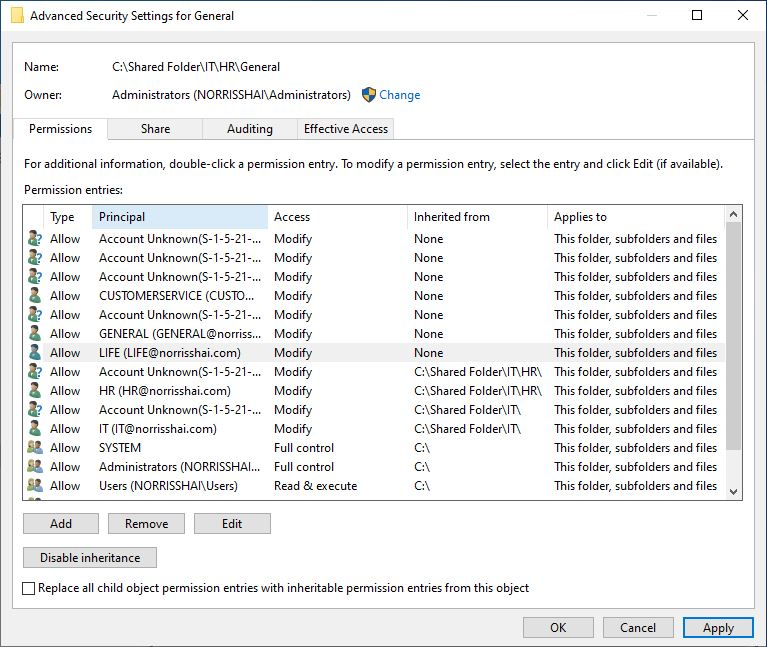 Advanced Security Settings for General
Name: C:\Shared Folder\IT\HR\General
Owner: Administrators (NORRISSHAI\Administrators) Change
Permissions Share Auditing Effective Access
For additional information, double-click a permission entry. To modify a permission entry, select the entry and click Edit (if available).
Permission entries:
Type Principal Access Inherited from Applies to
Allow Account Unknown(S-1-5-21-... Modify None This folder, subfolders and files
Allow Account Unknown(S-1-5-21-... Modify None This folder, subfolders and files
Allow Account Unknown(S-1-5-21-... Modify None This folder, subfolders and files
Allow CUSTOMERSERVICE (CUSTO... Modify None This folder, subfolders and files
Allow Account Unknown(S-1-5-21-... Modify None This folder, subfolders and files
Allow GENERAL (GENERAL@norriss... Modify None This folder, subfolders and files
Allow LIFE (LIFE@norrisshai.com) Modify None This folder, subfolders and files
Allow Account Unknown(S-1-5-21-... Modify C:\Shared Folder\IT\HR\ This folder, subfolders and files
Allow HR (HR@norrisshai.com) Modify C:\Shared Folder\IT\HR\ This folder, subfolders and files
Allow Account Unknown(S-1-5-21-... Modify C:\Shared Folder\IT\ This folder, subfolders and files
Allow IT (IT@norrisshai.com) Modify C:\Shared Folder\IT\ This folder, subfolders and files
Allow SYSTEM Full control C:\ This folder, subfolders and files
Allow Administrators (NORRISSHAI... Full control C:\ This folder, subfolders and files
Allow Users (NORRISSHAI\Users) Read & execute C:\ This folder, subfolders and files
Add Remove Edit
Disable inheritance
Replace all child object permission entries with inheritable permission entries from this object
OK Cancel Apply